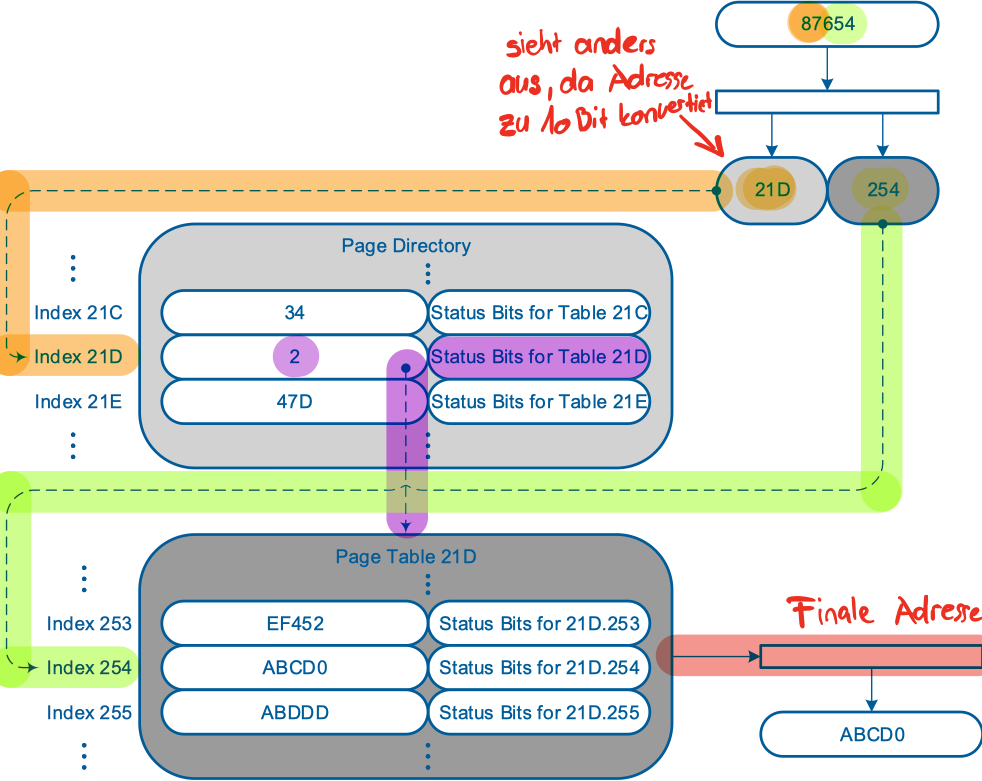 87654
sieht anders
aus, da Adresse
zu 10 Bit konvertiert
21D 254
Page Directory
Index 21C 34 Status Bits for Table 21C
Index 21D 2 Status Bits for Table 21D
Index 21E 47D Status Bits for Table 21E
Page Table 21D
Finale Adresse
Index 253 EF452 Status Bits for 21D.253
Index 254 ABCD0 Status Bits for 21D.254
Index 255 ABDDD Status Bits for 21D.255
ABCD0